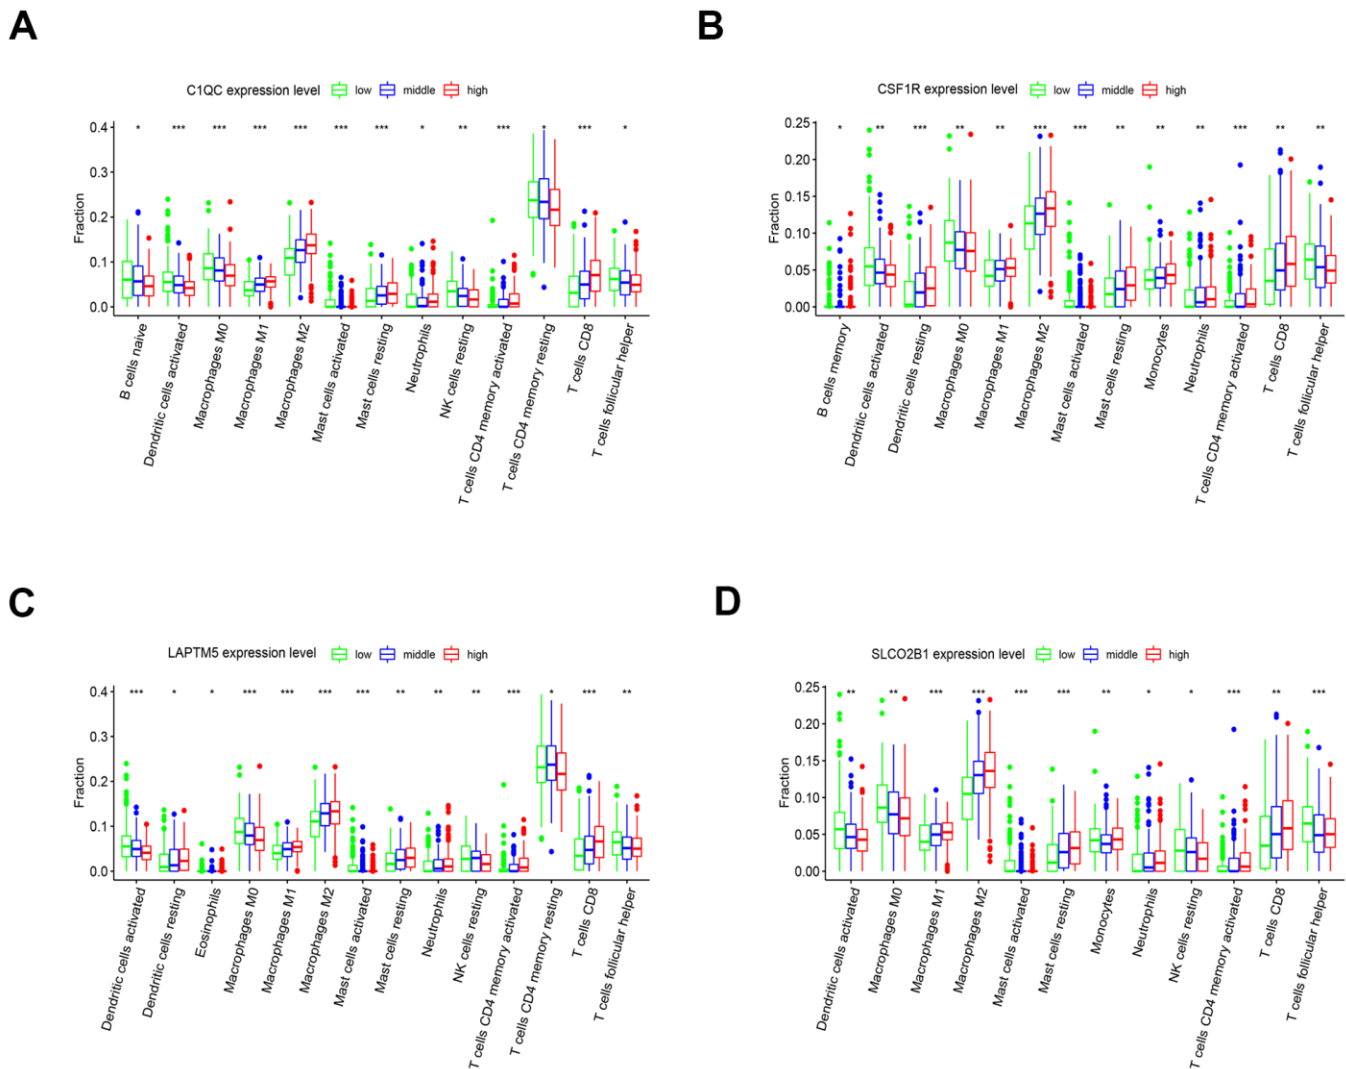 A
C1QC expression level low middle high
* *** *** *** *** *** *** * ** *** * *** *
Fraction
0.4
0.3
0.2
0.1
0.0
B cells naive
Dendritic cells activated
Macrophages M0
Macrophages M1
Macrophages M2
Mast cells activated
Mast cells resting
Neutrophils
NK cells resting
T cells CD4 memory activated
T cells CD4 memory resting
T cells CD8
T cells follicular helper
B
CSF1R expression level low middle high
* ** *** ** ** *** *** ** ** ** *** ** **
Fraction
0.25
0.20
0.15
0.10
0.05
0.00
B cells memory
Dendritic cells activated
Dendritic cells resting
Macrophages M0
Macrophages M1
Macrophages M2
Mast cells activated
Mast cells resting
Monocytes
Neutrophils
T cells CD4 memory activated
T cells CD8
T cells follicular helper
C
LAPTM5 expression level low middle high
*** * * *** *** *** *** ** ** ** *** * *** **
Fraction
0.4
0.3
0.2
0.1
0.0
Dendritic cells activated
Dendritic cells resting
Eosinophils
Macrophages M0
Macrophages M1
Macrophages M2
Mast cells activated
Mast cells resting
Neutrophils
NK cells resting
T cells CD4 memory activated
T cells CD4 memory resting
T cells CD8
T cells follicular helper
D
SLCO2B1 expression level low middle high
** ** *** *** *** *** ** * * *** ** ***
Fraction
0.25
0.20
0.15
0.10
0.05
0.00
Dendritic cells activated
Macrophages M0
Macrophages M1
Macrophages M2
Mast cells activated
Mast cells resting
Monocytes
Neutrophils
NK cells resting
T cells CD4 memory activated
T cells CD8
T cells follicular helper